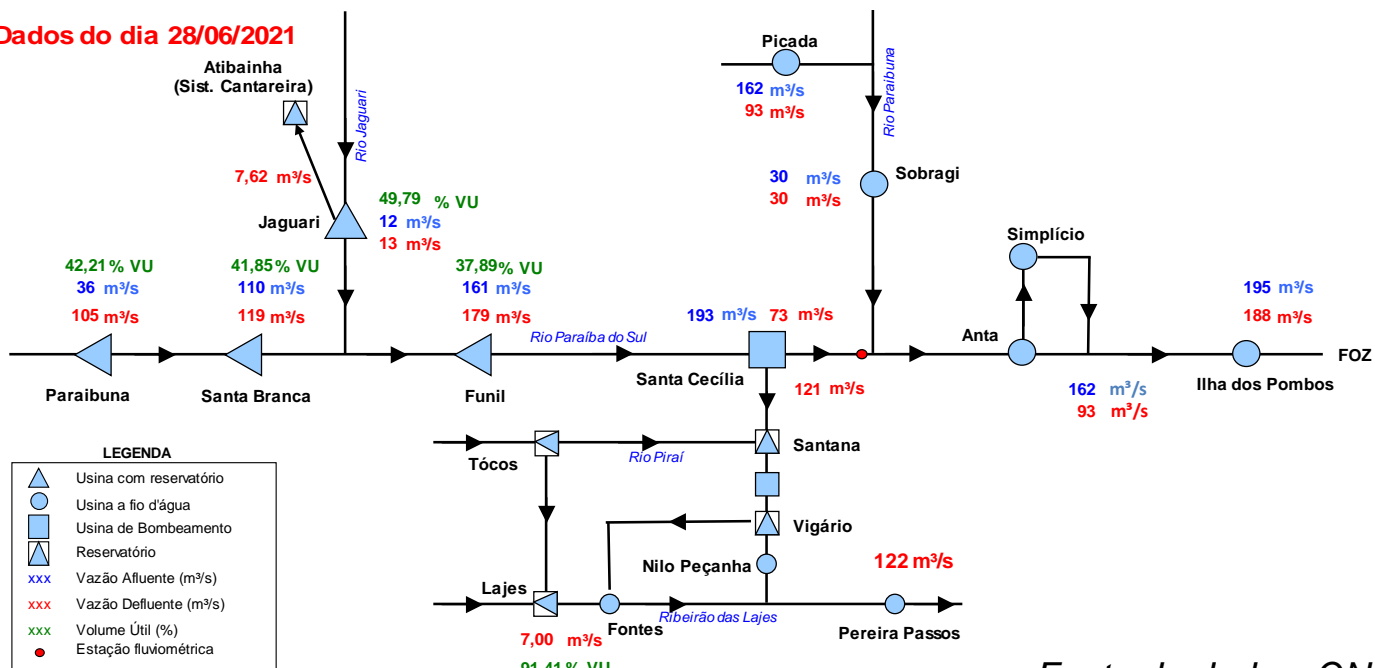 Dados do dia 28/06/2021
Atibainha
(Sist. Cantareira)
Rio Jaguari
7,62 m³/s
Jaguari
49,79 % VU
12 m³/s
13 m³/s
Picada
162 m³/s
93 m³/s
Rio Paraibuna
30 m³/s
30 m³/s
Sobragi
42,21% VU
36 m³/s
105 m³/s
Paraibuna
41,85% VU
110 m³/s
119 m³/s
Santa Branca
37,89% VU
161 m³/s
179 m³/s
Funil
Rio Paraíba do Sul
193 m³/s 73 m³/s
Santa Cecília
121 m³/s
Simplício
Anta
162 m³/s
93 m³/s
195 m³/s
188 m³/s
Ilha dos Pombos
FOZ
Tócos
Rio Piraí
Santana
Vigário
Nilo Peçanha
122 m³/s
Lajes
Fontes
Ribeirão das Lajes
Pereira Passos
7,00 m³/s
91,41% VU
LEGENDA
Usina com reservatório
Usina a fio d'água
Usina de Bombeamento
Reservatório
xxx Vazão Afluente (m³/s)
xxx Vazão Defluente (m³/s)
xxx Volume Útil (%)
Estação fluviométrica